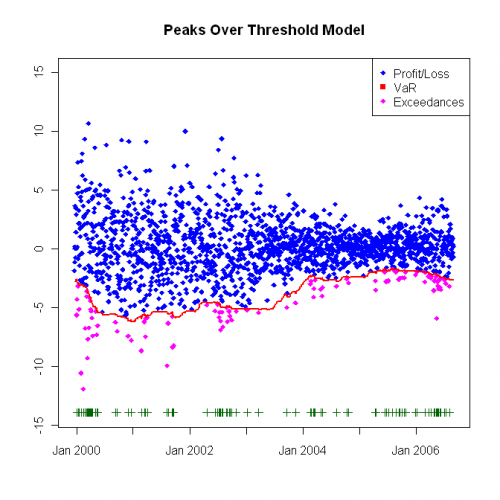 Peaks Over Threshold Model
Profit/Loss
VaR
Exceedances
15
10
5
0
-5
-10
-15
Jan 2000
Jan 2002
Jan 2004
Jan 2006